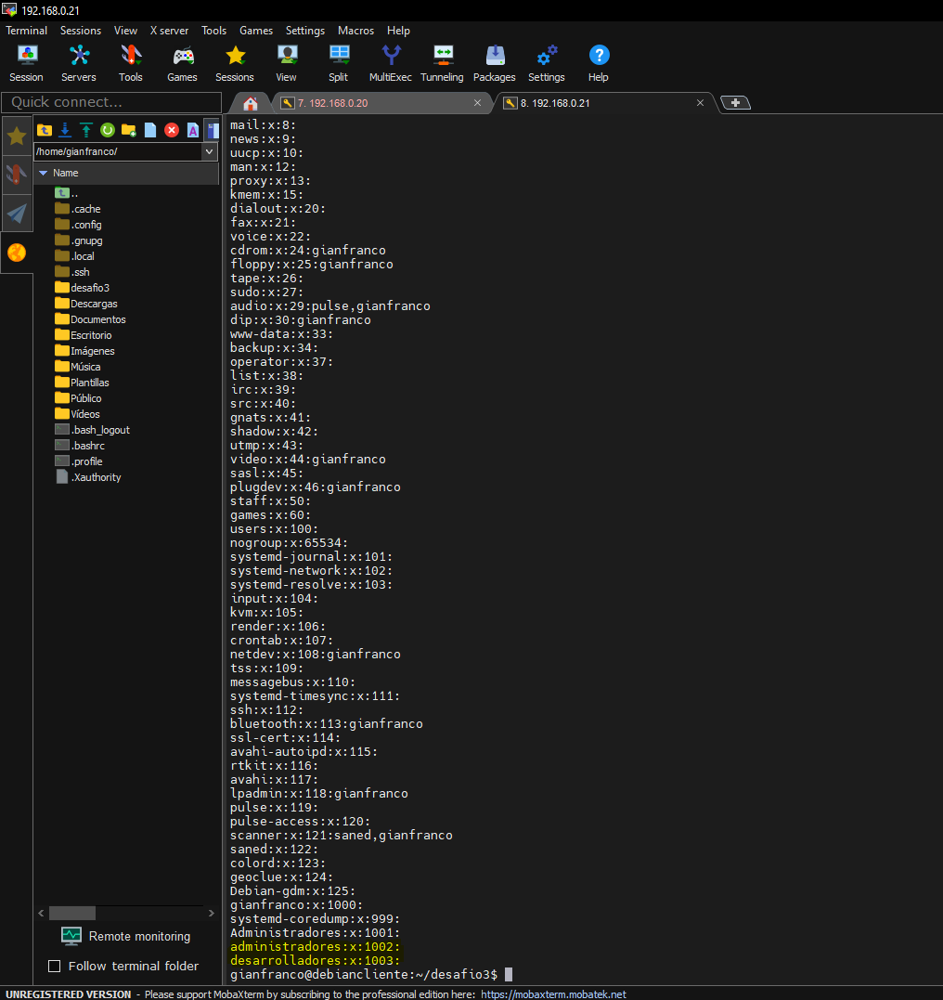 192.168.0.21
Terminal Sessions View X server Tools Games Settings Macros Help
Session Servers Tools Games Sessions View Split MultiExec Tunneling Packages Settings Help
Quick connect...
7. 192.168.0.20
8. 192.168.0.21
/home/gianfranco/
Name
..
.cache
.config
.gnupg
.local
.ssh
desafio3
Descargas
Documentos
Escritorio
Imágenes
Música
Plantillas
Público
Vídeos
.bash_logout
.bashrc
.profile
.Xauthority
Remote monitoring
Follow terminal folder
mail:x:8:
news:x:9:
uucp:x:10:
man:x:12:
proxy:x:13:
kmem:x:15:
dialout:x:20:
fax:x:21:
voice:x:22:
cdrom:x:24:gianfranco
floppy:x:25:gianfranco
tape:x:26:
sudo:x:27:
audio:x:29:pulse,gianfranco
dip:x:30:gianfranco
www-data:x:33:
backup:x:34:
operator:x:37:
list:x:38:
irc:x:39:
src:x:40:
gnats:x:41:
shadow:x:42:
utmp:x:43:
video:x:44:gianfranco
sasl:x:45:
plugdev:x:46:gianfranco
staff:x:50:
games:x:60:
users:x:100:
nogroup:x:65534:
systemd-journal:x:101:
systemd-network:x:102:
systemd-resolve:x:103:
input:x:104:
kvm:x:105:
render:x:106:
crontab:x:107:
netdev:x:108:gianfranco
tss:x:109:
messagebus:x:110:
systemd-timesync:x:111:
ssh:x:112:
bluetooth:x:113:gianfranco
ssl-cert:x:114:
avahi-autoipd:x:115:
rtkit:x:116:
avahi:x:117:
lpadmin:x:118:gianfranco
pulse:x:119:
pulse-access:x:120:
scanner:x:121:saned,gianfranco
saned:x:122:
colord:x:123:
geoclue:x:124:
Debian-gdm:x:125:
gianfranco:x:1000:
systemd-coredump:x:999:
Administradores:x:1001:
administradores:x:1002:
desarrolladores:x:1003:
gianfranco@debiancliente:~/desafio3$
UNREGISTERED VERSION - Please support MobaXterm by subscribing to the professional edition here: https://mobaxterm.mobatek.net